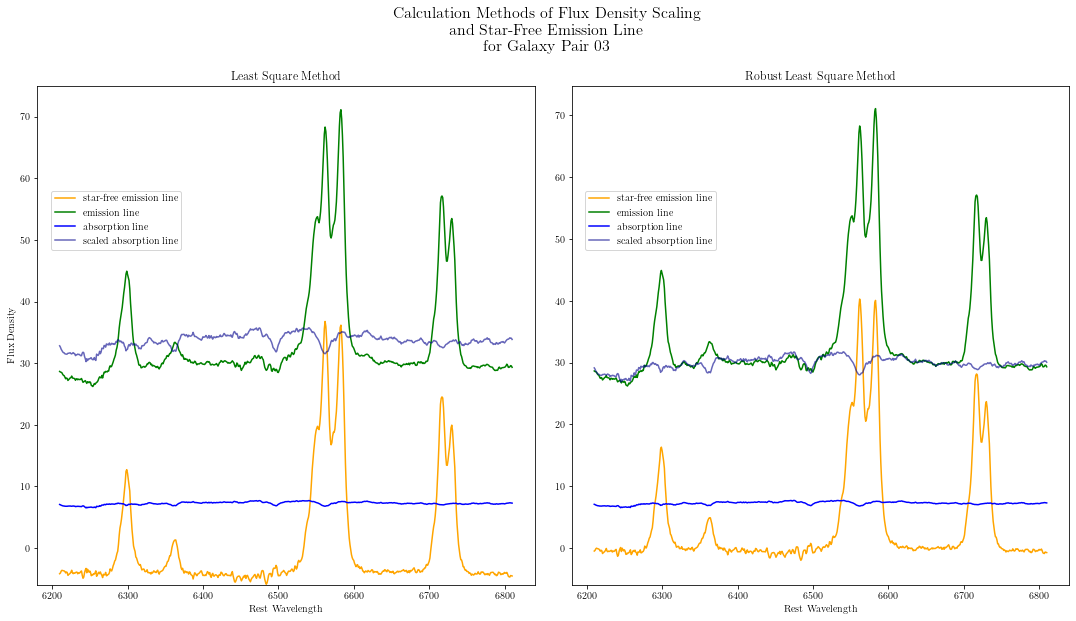 Calculation Methods of Flux Density Scaling
and Star-Free Emission Line
for Galaxy Pair 03
Least Square Method
70
60
50
40
30
20
10
0
Flux Density
star-free emission line
emission line
absorption line
scaled absorption line
6200 6300 6400 6500 6600 6700 6800
Rest Wavelength
Robust Least Square Method
70
60
50
40
30
20
10
0
star-free emission line
emission line
absorption line
scaled absorption line
6200 6300 6400 6500 6600 6700 6800
Rest Wavelength